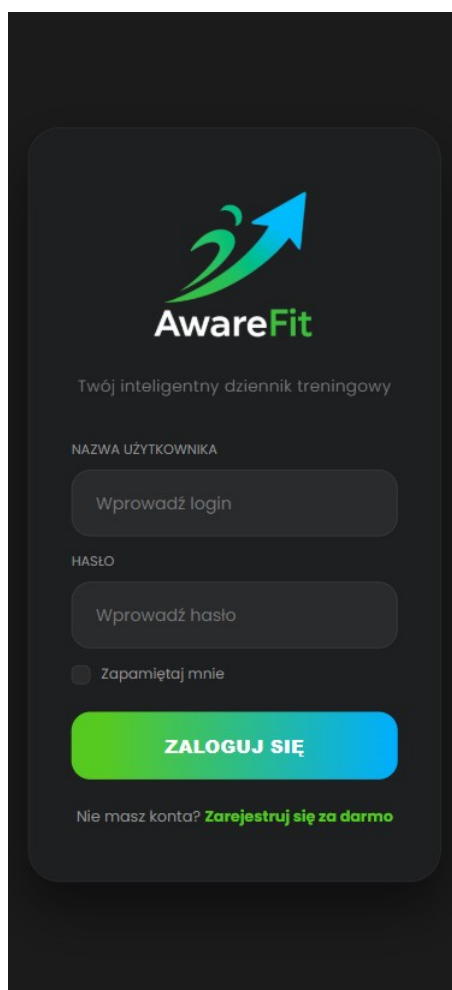 AwareFit
Twój inteligentny dziennik treningowy
NAZWA UŻYTKOWNIKA
Wprowadź login
HASŁO
Wprowadź hasło
Zapamiętaj mnie
ZALOGUJ SIĘ
Nie masz konta? Zarejestruj się za darmo